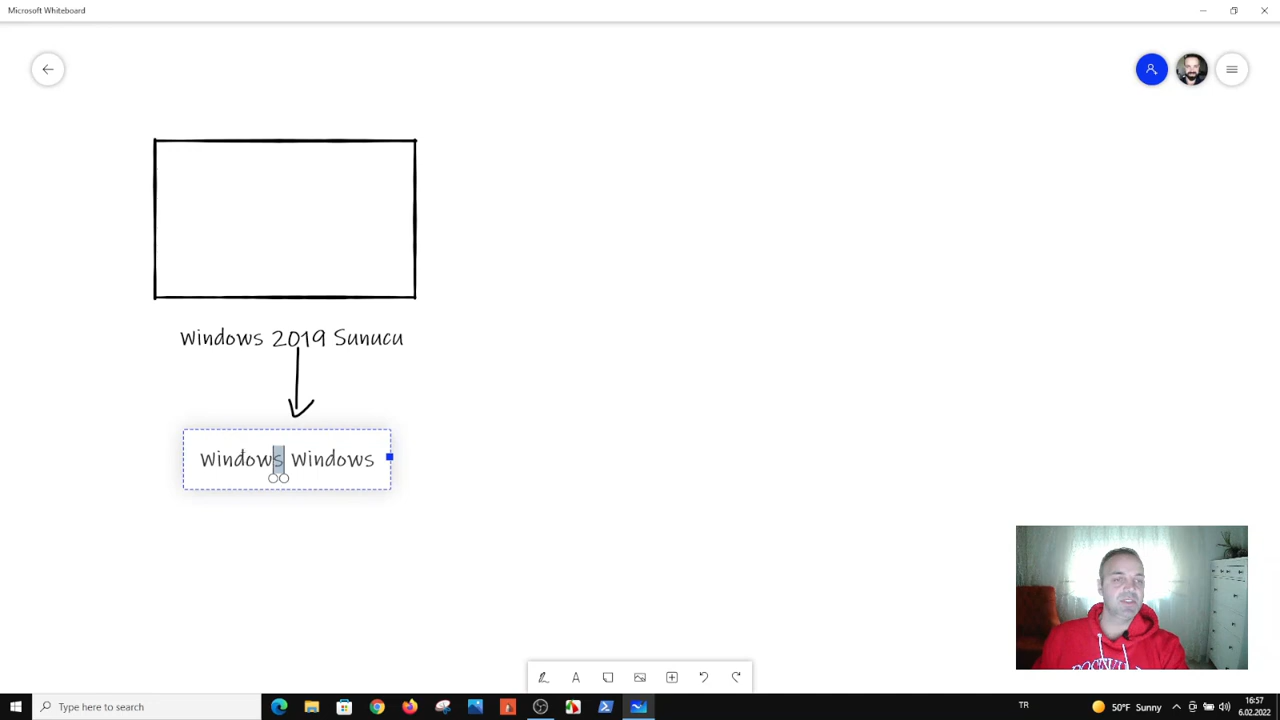 Microsoft Whiteboard
Windows 2019 Sunucu
Windows Windows
Type here to search
TR
50°F Sunny
16:57
6.02.2022